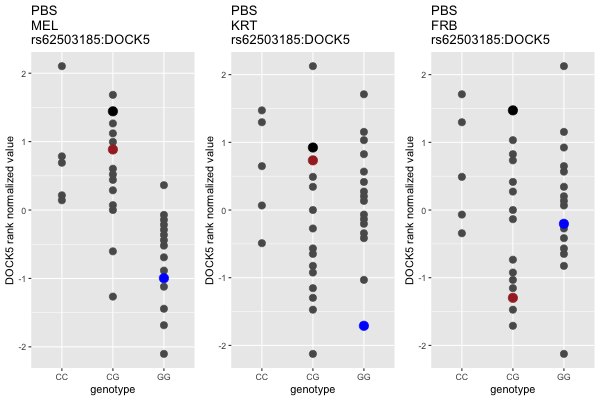 PBS
MEL
rs62503185:DOCK5
DOCK5 rank normalized value
2
1
0
-1
-2
CC CG GG
genotype
PBS
KRT
rs62503185:DOCK5
DOCK5 rank normalized value
2
1
0
-1
-2
CC CG GG
genotype
PBS
FRB
rs62503185:DOCK5
DOCK5 rank normalized value
2
1
0
-1
-2
CC CG GG
genotype